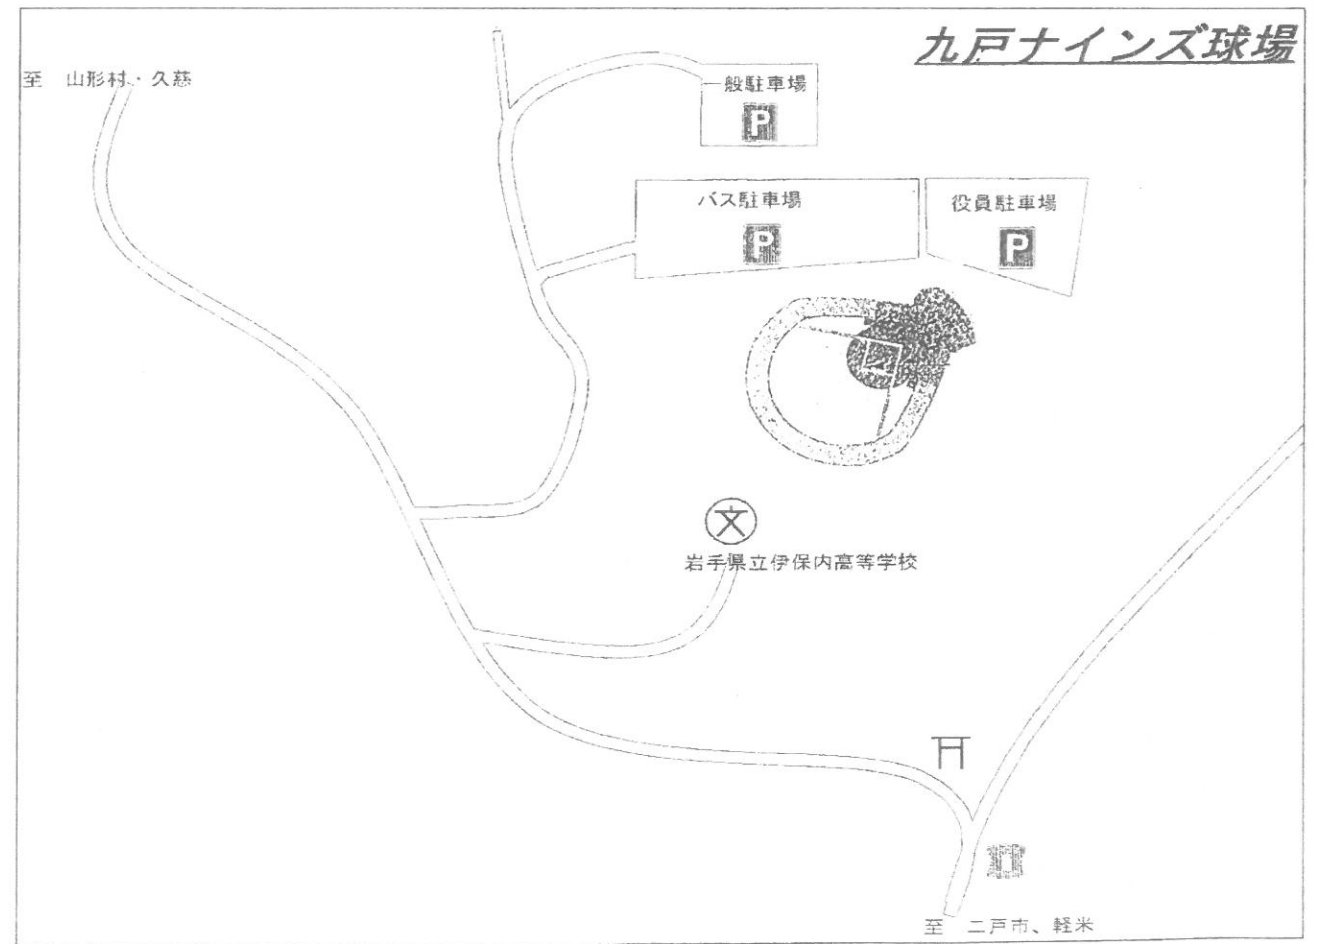 九戸ナインズ球場
至 山形村・久慈
一般駐車場
P
バス駐車場
P
役員駐車場
P
文
岩手県立伊保内高等学校
至 二戸市、軽米